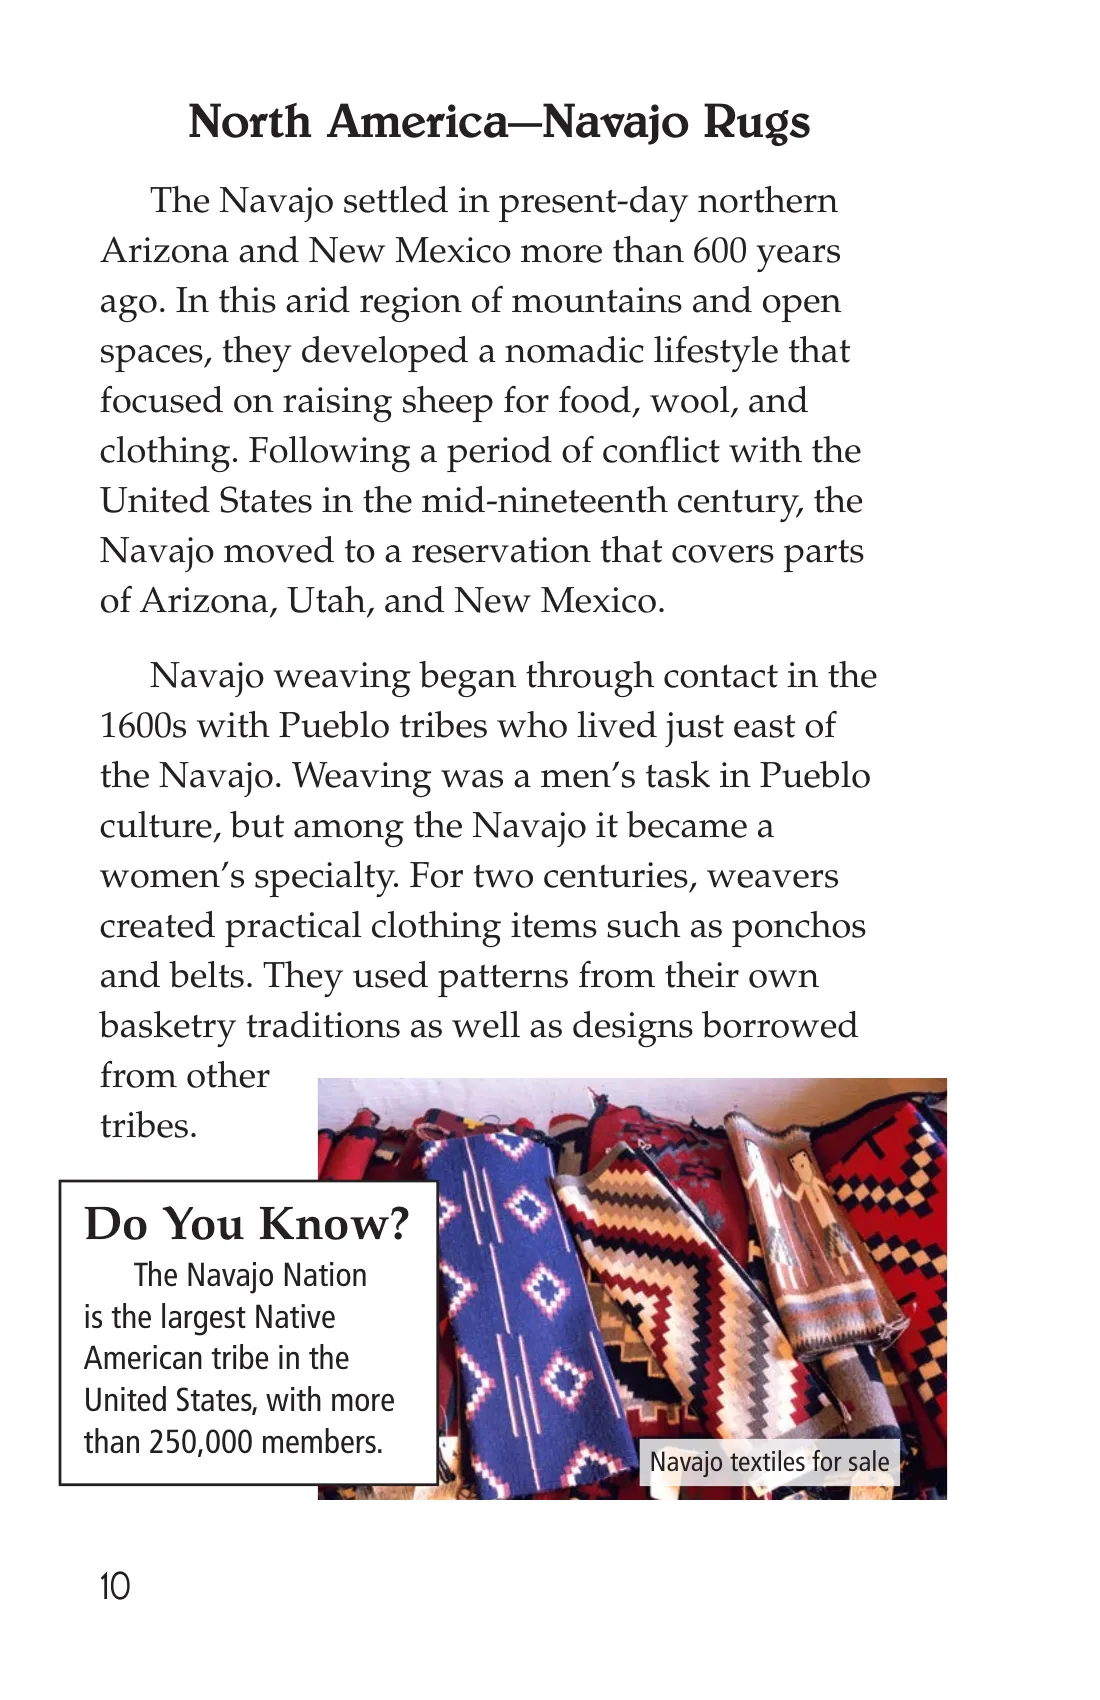 North America—Navajo Rugs
The Navajo settled in present-day northern
Arizona and New Mexico more than 600 years
ago. In this arid region of mountains and open
spaces, they developed a nomadic lifestyle that
focused on raising sheep for food, wool, and
clothing. Following a period of conflict with the
United States in the mid-nineteenth century, the
Navajo moved to a reservation that covers parts
of Arizona, Utah, and New Mexico.
Navajo weaving began through contact in the
1600s with Pueblo tribes who lived just east of
the Navajo. Weaving was a men’s task in Pueblo
culture, but among the Navajo it became a
women’s specialty. For two centuries, weavers
created practical clothing items such as ponchos
and belts. They used patterns from their own
basketry traditions as well as designs borrowed
from other
tribes.
Do You Know?
The Navajo Nation
is the largest Native
American tribe in the
United States, with more
than 250,000 members.
Navajo textiles for sale
10